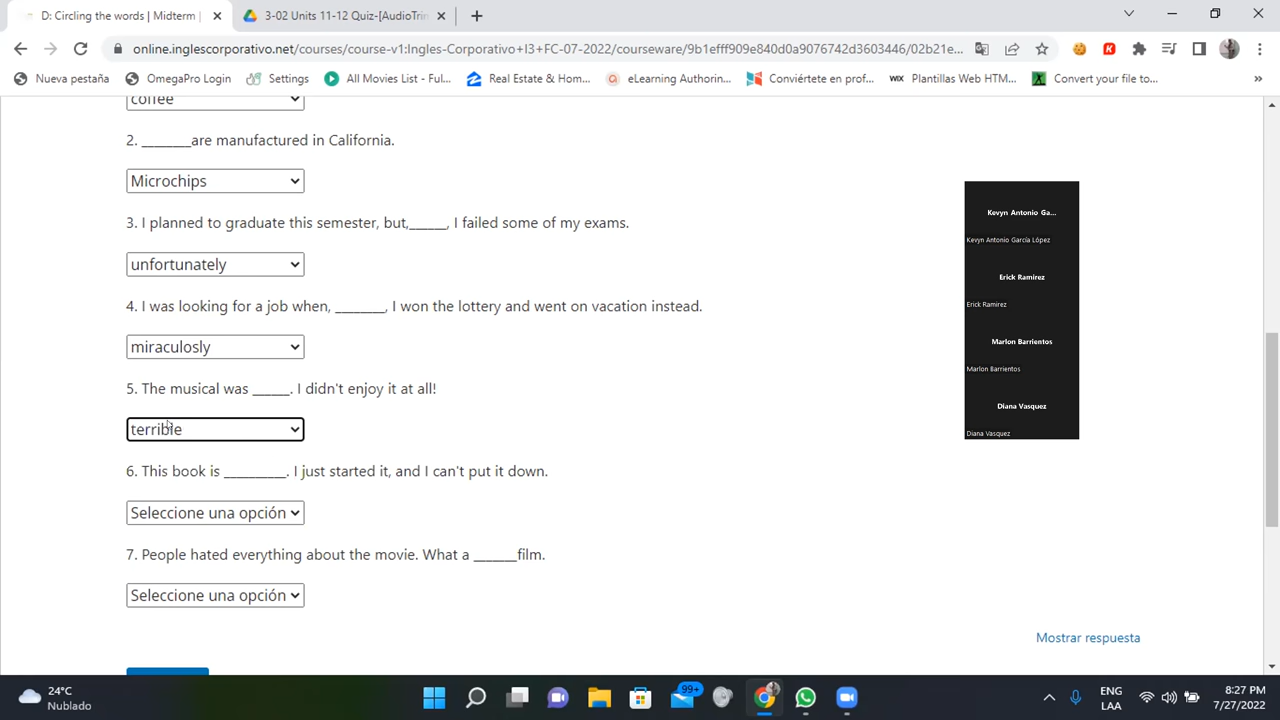 D: Circling the words | Midterm |
3-02 Units 11-12 Quiz-[AudioTrin
online.inglescorporativo.net/courses/course-v1:Ingles-Corporativo+I3+FC-07-2022/courseware/9b1efff909e840d0a9076742d3603446/02b21e...
Nueva pestaña
OmegaPro Login
Settings
All Movies List - Ful...
Real Estate & Hom...
eLearning Authorin...
Conviértete en prof...
WIX Plantillas Web HTM...
Convert your file to...
»
coffee
2. ________are manufactured in California.
Microchips
3. I planned to graduate this semester, but,______, I failed some of my exams.
unfortunately
4. I was looking for a job when, ________, I won the lottery and went on vacation instead.
miraculosly
5. The musical was ______. I didn't enjoy it at all!
terrible
6. This book is __________. I just started it, and I can't put it down.
Seleccione una opción
7. People hated everything about the movie. What a _______film.
Seleccione una opción
Mostrar respuesta
Kevyn Antonio Ga...
Kevyn Antonio García López
Erick Ramirez
Erick Ramirez
Marlon Barrientos
Marlon Barrientos
Diana Vasquez
Diana Vasquez
24°C
Nublado
99+
ENG
LAA
8:27 PM
7/27/2022